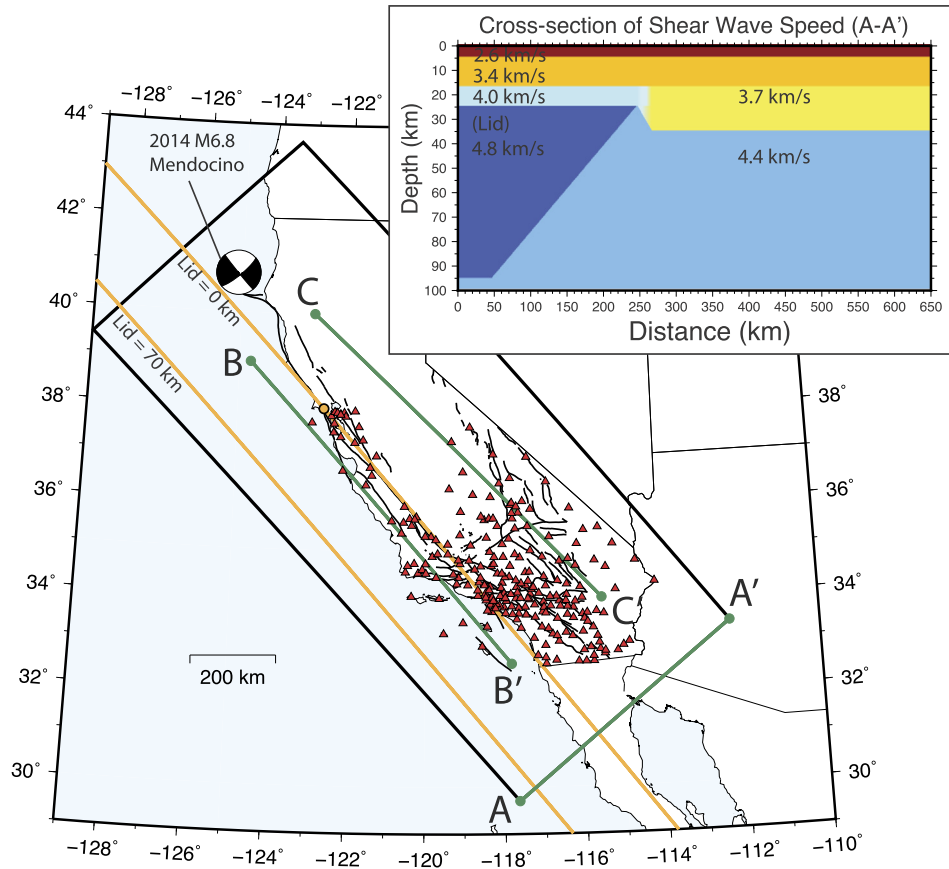 Cross-section of Shear Wave Speed (A-A’)
0
10
20
30
40
50
60
70
80
90
100
Depth (km)
2.6 km/s
3.4 km/s
4.0 km/s
3.7 km/s
(Lid)
4.8 km/s
4.4 km/s
0 50 100 150 200 250 300 350 400 450 500 550 600 650
Distance (km)
−128° −126° −124° −122°
44°
42°
40°
38°
36°
34°
32°
30°
2014 M6.8
Mendocino
Lid = 0 km
Lid = 70 km
C
B
A’
C’
B’
A
200 km
38°
36°
34°
32°
30°
−128° −126° −124° −122° −120° −118° −116° −114° −112° −110°